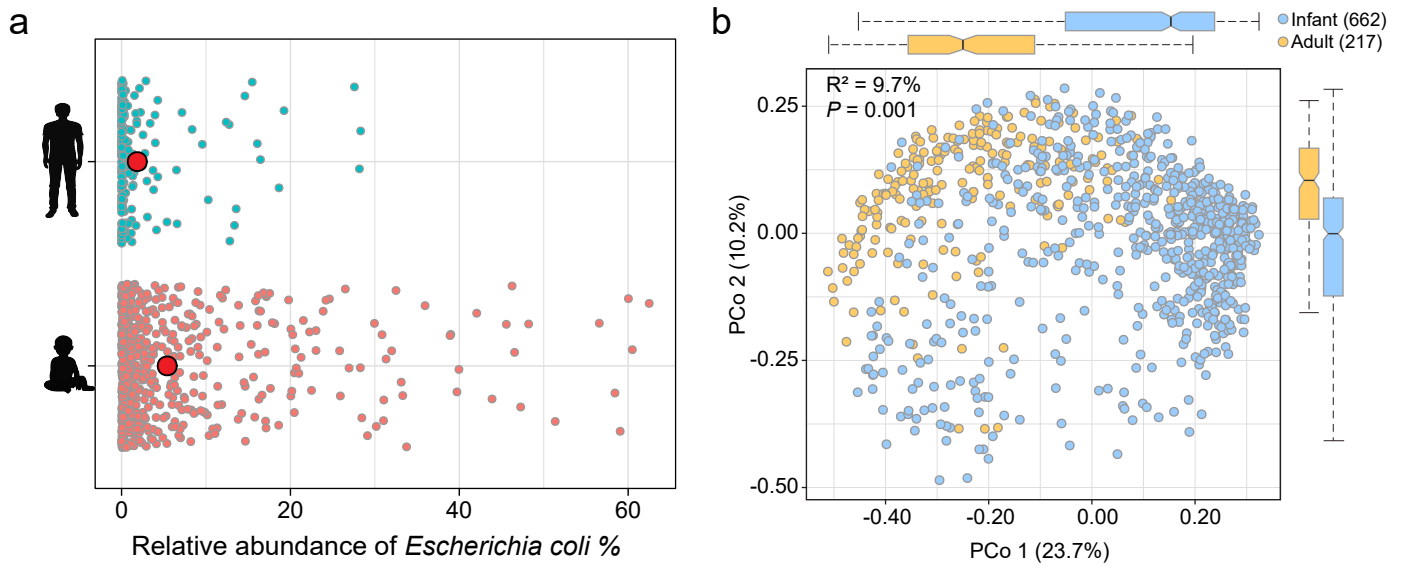 a
0
20
40
60
Relative abundance of Escherichia coli %
b
Infant (662)
Adult (217)
R² = 9.7%
P = 0.001
0.25
0.00
-0.25
-0.50
PCo 2 (10.2%)
-0.40
-0.20
0.00
0.20
PCo 1 (23.7%)